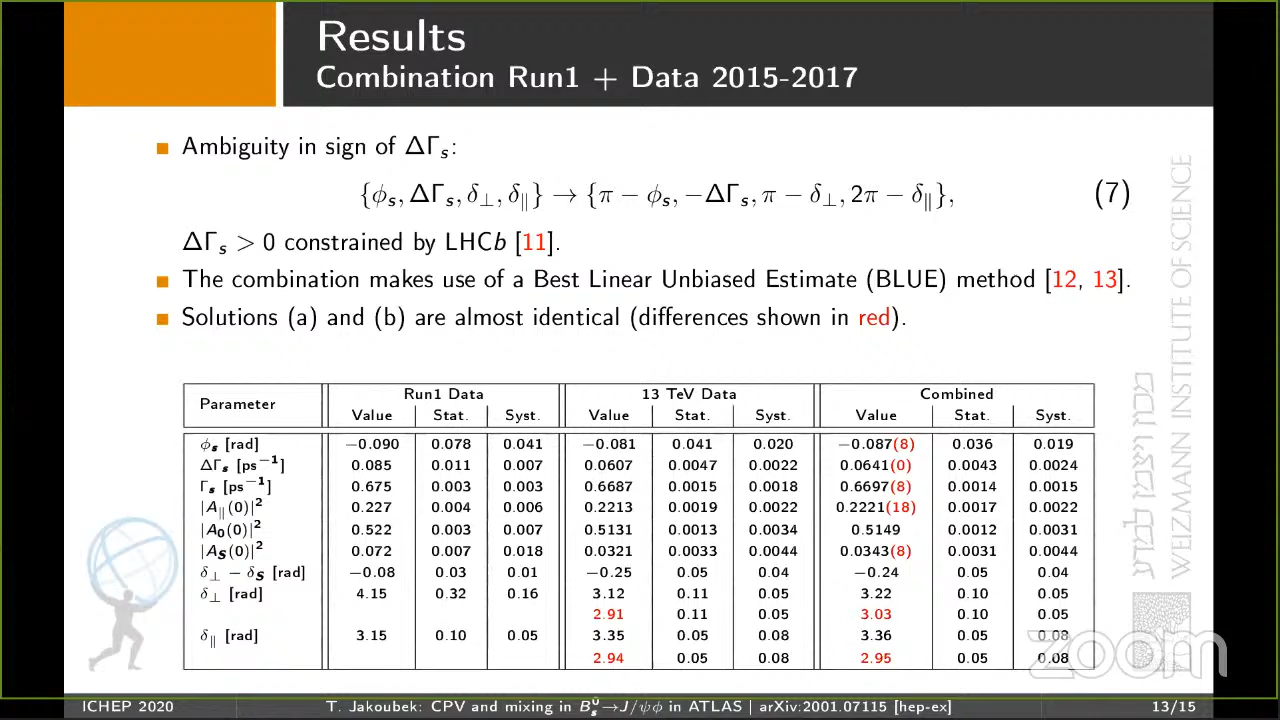 Results
Combination Run1 + Data 2015-2017
Ambiguity in sign of ΔΓs:
{ϕs, ΔΓs, δ⊥, δ∥} → {π − ϕs, −ΔΓs, π − δ⊥, 2π − δ∥}, (7)
ΔΓs > 0 constrained by LHCb [11].
The combination makes use of a Best Linear Unbiased Estimate (BLUE) method [12, 13].
Solutions (a) and (b) are almost identical (differences shown in red).
Parameter Run1 Data 13 TeV Data Combined
Value Stat. Syst. Value Stat. Syst. Value Stat. Syst.
ϕs [rad] −0.090 0.078 0.041 −0.081 0.041 0.020 −0.087(8) 0.036 0.019
ΔΓs [ps−1] 0.085 0.011 0.007 0.0607 0.0047 0.0022 0.0641(0) 0.0043 0.0024
Γs [ps−1] 0.675 0.003 0.003 0.6687 0.0015 0.0018 0.6697(8) 0.0014 0.0015
|A∥(0)|2 0.227 0.004 0.006 0.2213 0.0019 0.0022 0.2221(18) 0.0017 0.0022
|A0(0)|2 0.522 0.003 0.007 0.5131 0.0013 0.0034 0.5149 0.0012 0.0031
|AS(0)|2 0.072 0.007 0.018 0.0321 0.0033 0.0044 0.0343(8) 0.0031 0.0044
δ⊥ − δS [rad] −0.08 0.03 0.01 −0.25 0.05 0.04 −0.24 0.05 0.04
δ⊥ [rad] 4.15 0.32 0.16 3.12 0.11 0.05 3.22 0.10 0.05
2.91 0.11 0.05 3.03 0.10 0.05
δ∥ [rad] 3.15 0.10 0.05 3.35 0.05 0.08 3.36 0.05 0.08
2.94 0.05 0.08 2.95 0.05 0.08
מכון ויצמן למדע
WEIZMANN INSTITUTE OF SCIENCE
zoom
ICHEP 2020 T. Jakoubek: CPV and mixing in B0s→J/ψϕ in ATLAS | arXiv:2001.07115 [hep-ex] 13/15